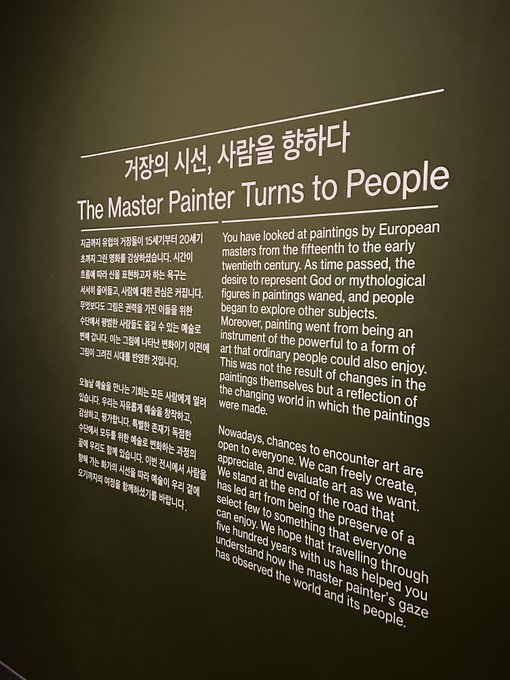 거장의 시선, 사람을 향하다
The Master Painter Turns to People
지금까지 유럽의 거장들이 15세기부터 20세기
초까지 그린 명화를 감상하셨습니다. 시간이
흐름에 따라 신을 표현하고자 하는 욕구는
서서히 줄어들고, 사람에 대한 관심은 커집니다.
무엇보다도 그림은 권력을 가진 이들을 위한
수단에서 평범한 사람들도 즐길 수 있는 예술로
변해 갑니다. 이는 그림에 나타난 변화이기 이전에
그림이 그려진 시대를 반영한 것입니다.
오늘날 예술을 만나는 기회는 모든 사람에게 열려
있습니다. 우리는 자유롭게 예술을 창작하고,
감상하고, 평가합니다. 특별한 존재가 독점한
수단에서 모두를 위한 예술로 변화하는 과정의
끝에 우리도 함께 있습니다. 이번 전시에서 사람을
향해 가는 화가의 시선을 따라 예술이 우리 곁에
오기까지의 여정을 함께하셨기를 바랍니다.
You have looked at paintings by European
masters from the fifteenth to the early
twentieth century. As time passed, the
desire to represent God or mythological
figures in paintings waned, and people
began to explore other subjects.
Moreover, painting went from being an
instrument of the powerful to a form of
art that ordinary people could also enjoy.
This was not the result of changes in the
paintings themselves but a reflection of
the changing world in which the paintings
were made.
Nowadays, chances to encounter art are
open to everyone. We can freely create,
appreciate, and evaluate art as we want.
We stand at the end of the road that
has led art from being the preserve of a
select few to something that everyone
can enjoy. We hope that travelling through
five hundred years with us has helped you
understand how the master painter's gaze
has observed the world and its people.